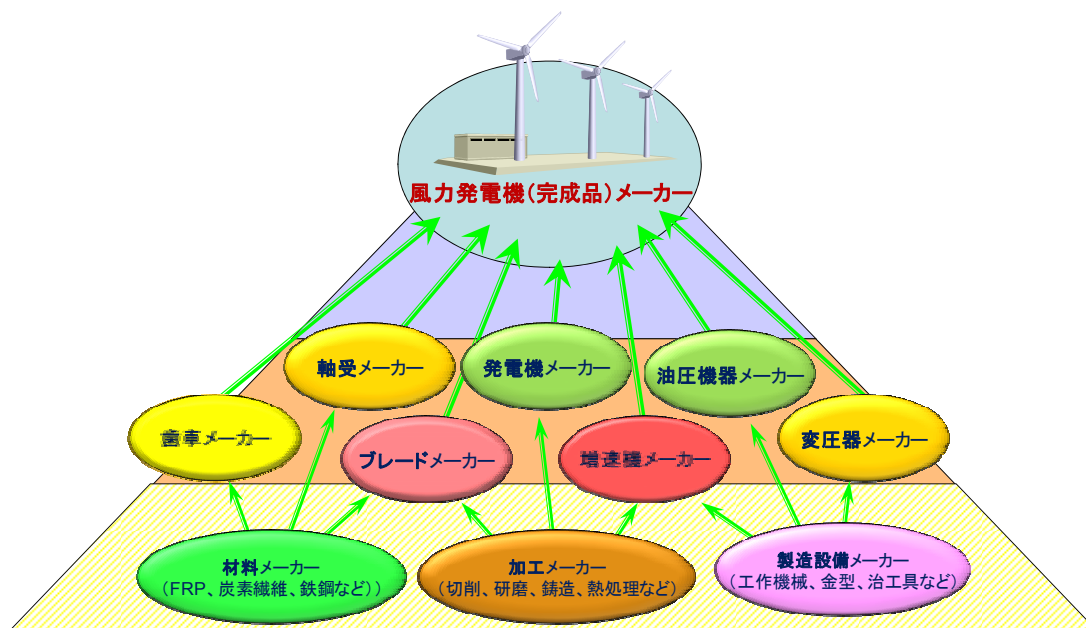 風力発電機(完成品)メーカー
軸受メーカー
発電機メーカー
油圧機器メーカー
歯車メーカー
ブレードメーカー
増速機メーカー
変圧器メーカー
材料メーカー
(FRP、炭素繊維、鉄鋼など))
加工メーカー
(切削、研磨、鋳造、熱処理など)
製造設備メーカー
(工作機械、金型、治工具など)